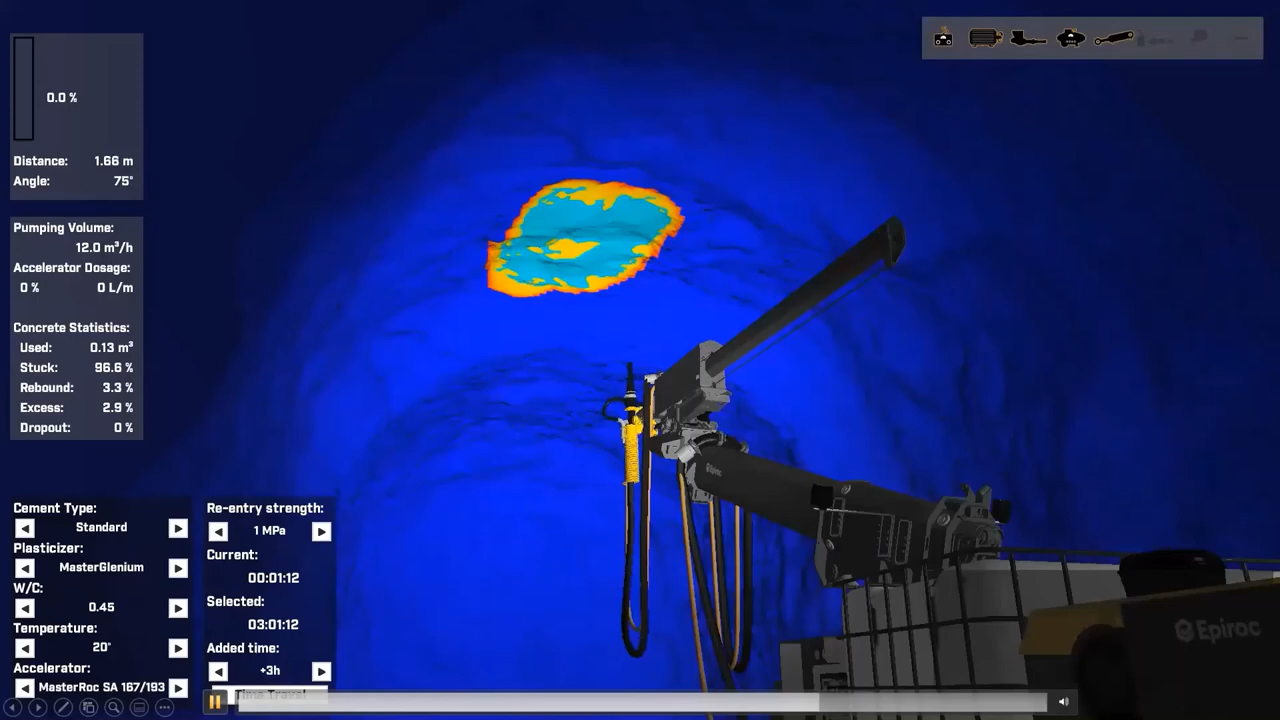 0.0 %
Distance: 1.66 m
Angle: 75°
Pumping Volume:
12.0 m³/h
Accelerator Dosage:
0 % 0 L/m
Concrete Statistics:
Used: 0.13 m³
Stuck: 96.6 %
Rebound: 3.3 %
Excess: 2.9 %
Dropout: 0 %
Cement Type:
Standard
Plasticizer:
MasterGlenium
W/C:
0.45
Temperature:
20°
Accelerator:
MasterRoc SA 167/193
Re-entry strength:
1 MPa
Current:
00:01:12
Selected:
03:01:12
Added time:
+3h
Time Travel
Epiroc
Epiroc